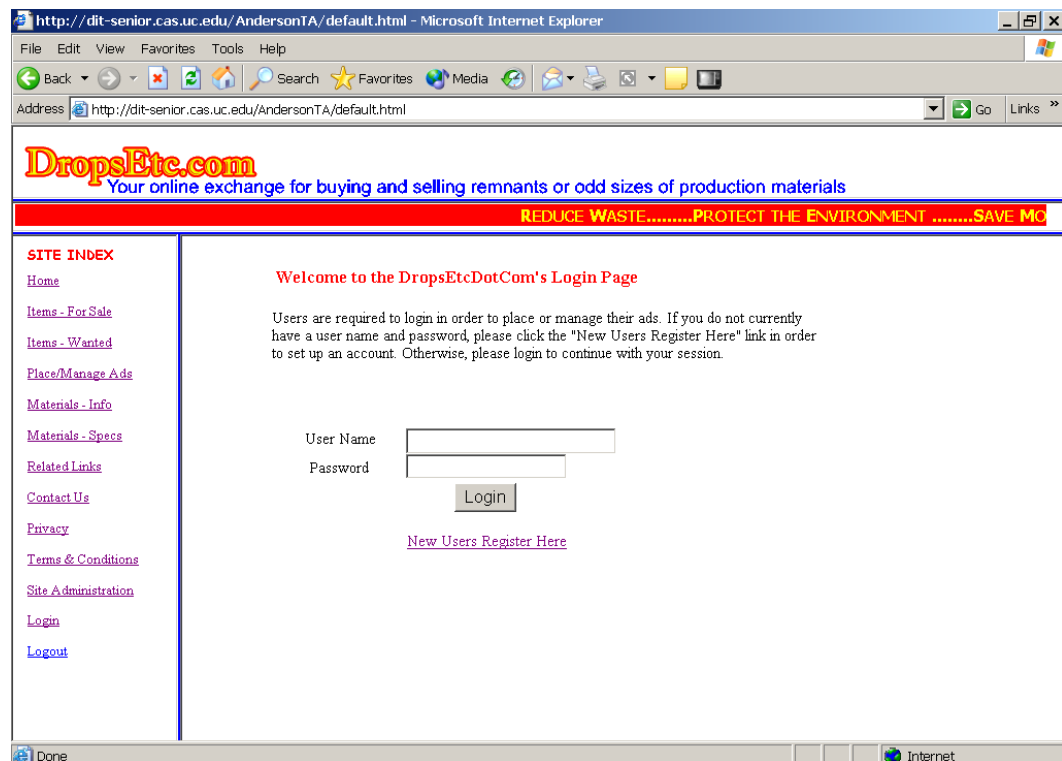 http://dit-senior.cas.uc.edu/AndersonTA/default.html - Microsoft Internet Explorer
File Edit View Favorites Tools Help
Back Search Favorites Media
Address http://dit-senior.cas.uc.edu/AndersonTA/default.html Go Links »
DropsEtc.com
Your online exchange for buying and selling remnants or odd sizes of production materials
REDUCE WASTE.........PROTECT THE ENVIRONMENT ........SAVE MO
SITE INDEX
Home
Items - For Sale
Items - Wanted
Place/Manage Ads
Materials - Info
Materials - Specs
Related Links
Contact Us
Privacy
Terms & Conditions
Site Administration
Login
Logout
Welcome to the DropsEtcDotCom's Login Page
Users are required to login in order to place or manage their ads. If you do not currently
have a user name and password, please click the "New Users Register Here" link in order
to set up an account. Otherwise, please login to continue with your session.
User Name
Password
Login
New Users Register Here
Done Internet